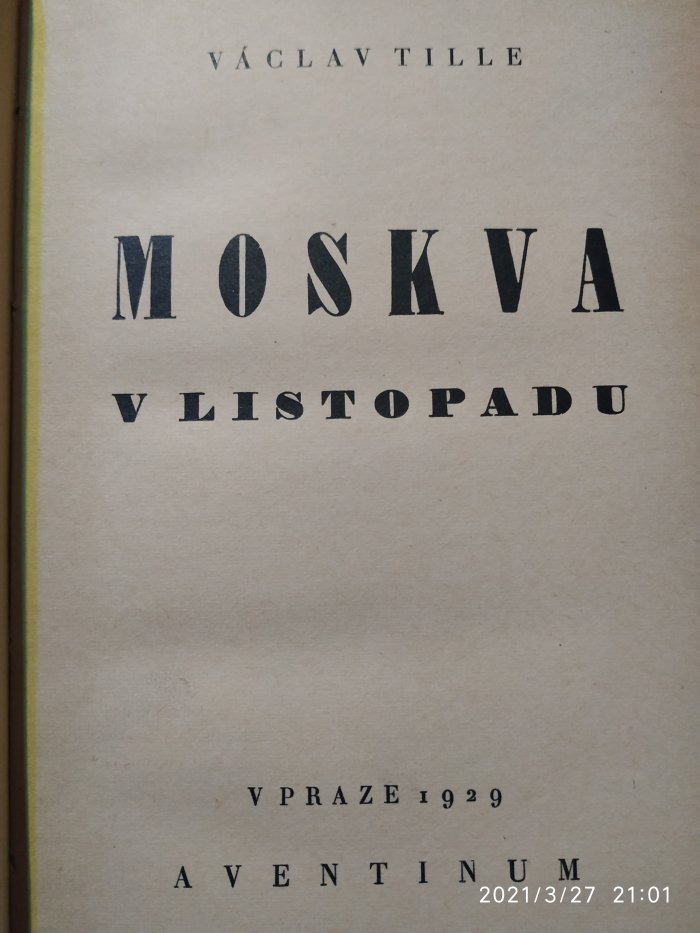 VÁCLAV TILLE
MOSKVA
V LISTOPADU
V PRAZE 1929
AVENTINUM
2021/3/27 21:01